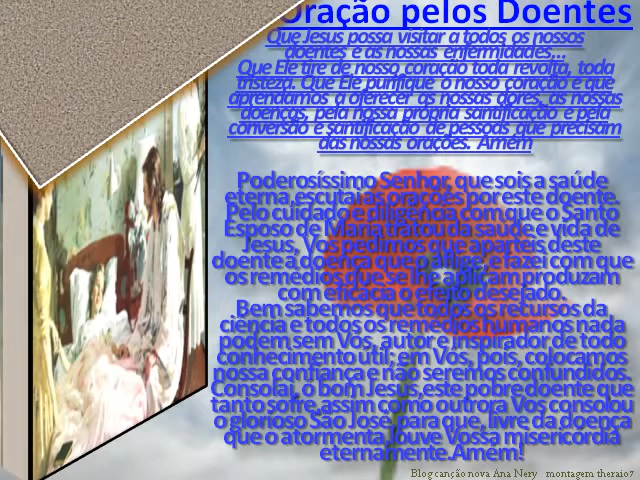 Oração pelos Doentes
Que Jesus possa visitar a todos os nossos
doentes e as nossas enfermidades...
Que Ele tire de nosso coração toda revolta, toda
tristeza. Que Ele purifique o nosso coração e que
aprendamos a oferecer as nossas dores, as nossas
doenças, pela nossa própria santificação e pela
conversão e santificação de pessoas que precisam
das nossas orações. Amém
Poderosíssimo Senhor, que sois a saúde
eterna, escutai as orações por este doente.
Pelo cuidado e diligência com que o Santo
Esposo de Maria tratou da saúde e vida de
Jesus, Vos pedimos que aparteis deste
doente a doença que o aflige, e fazei com que
os remédios que se lhe aplicam produzam
com eficácia o efeito desejado.
Bem sabemos que todos os recursos da
ciência e todos os remédios humanos nada
podem sem Vós, autor e inspirador de todo
conhecimento útil; em Vós, pois, colocamos
nossa confiança e não seremos confundidos.
Consolai, ó bom Jesus, este pobre doente que
tanto sofre, assim como outrora Vos consolou
o glorioso São José, para que, livre da doença
que o atormenta, louve Vossa misericórdia
eternamente. Amem!
Blog canção nova Ana Nery montagem theraio7